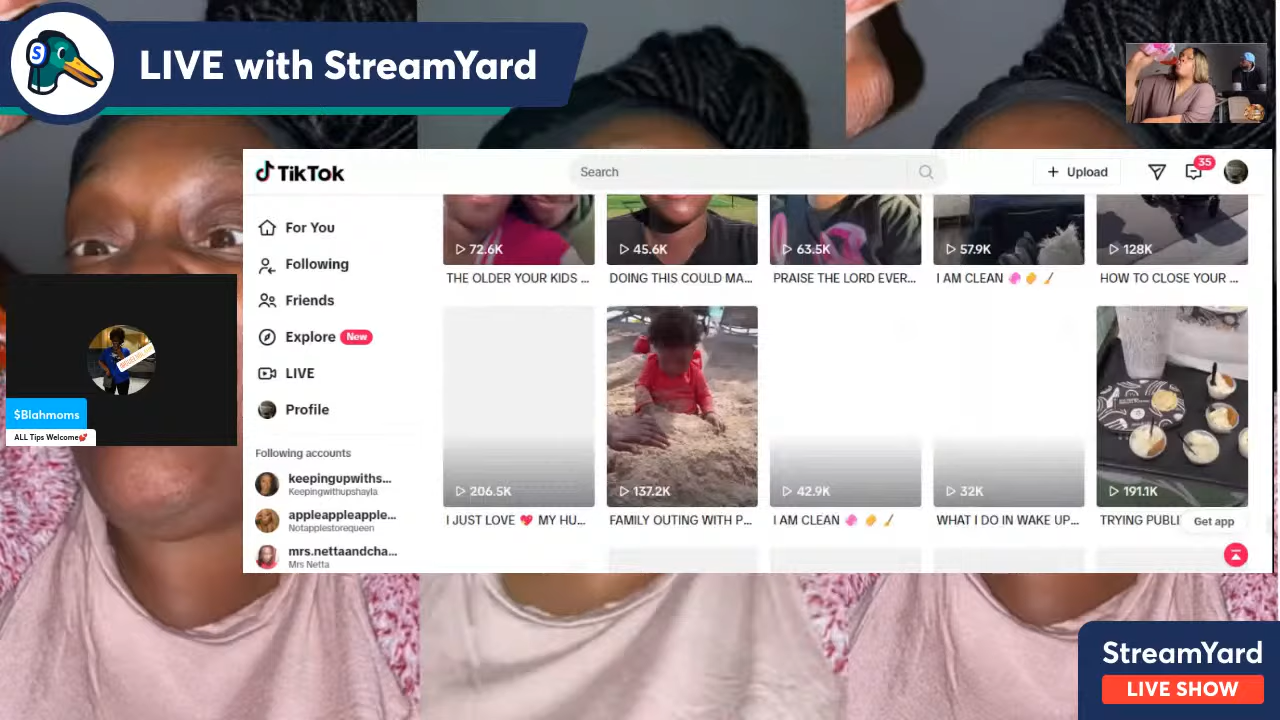 S
LIVE with StreamYard
TikTok
Search
+ Upload
35
For You
Following
Friends
Explore New
LIVE
Profile
Following accounts
keepingupwiths...
Keepingwithupshayla
appleappleapple...
Notapplestorequeen
mrs.nettaandcha...
Mrs Netta
72.6K
45.6K
63.5K
57.9K
128K
THE OLDER YOUR KIDS ...
DOING THIS COULD MA...
PRAISE THE LORD EVER...
I AM CLEAN 🧼 🧽 🧹
HOW TO CLOSE YOUR ...
206.5K
137.2K
42.9K
32K
191.1K
I JUST LOVE 💖 MY HU...
FAMILY OUTING WITH P...
I AM CLEAN 🧼 🧽 🧹
WHAT I DO IN WAKE UP...
TRYING PUBLI
Get app
$Blahmoms
ALL Tips Welcome💕
StreamYard
LIVE SHOW